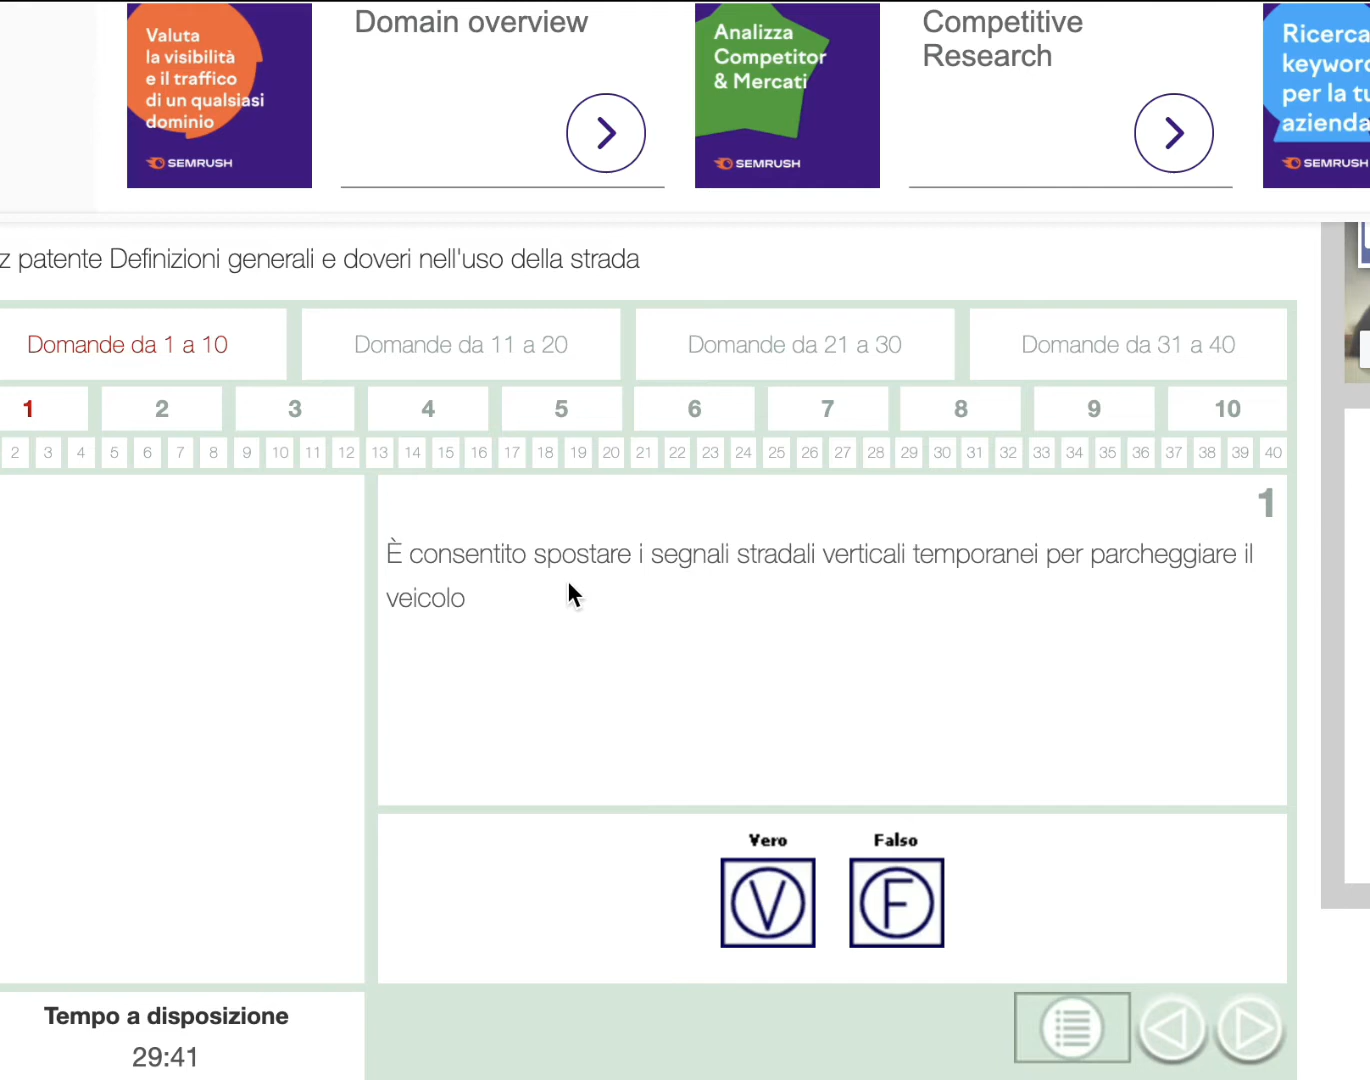 Valuta
la visibilità
e il traffico
di un qualsiasi
dominio
SEMRUSH
Domain overview
Analizza
Competitor
& Mercati
SEMRUSH
Competitive
Research
Ricerca
keyword
per la tu
azienda
SEMRUSH
z patente Definizioni generali e doveri nell'uso della strada
Domande da 1 a 10
Domande da 11 a 20
Domande da 21 a 30
Domande da 31 a 40
1 2 3 4 5 6 7 8 9 10
2 3 4 5 6 7 8 9 10 11 12 13 14 15 16 17 18 19 20 21 22 23 24 25 26 27 28 29 30 31 32 33 34 35 36 37 38 39 40
1
È consentito spostare i segnali stradali verticali temporanei per parcheggiare il
veicolo
Vero Falso
V F
Tempo a disposizione
29:41